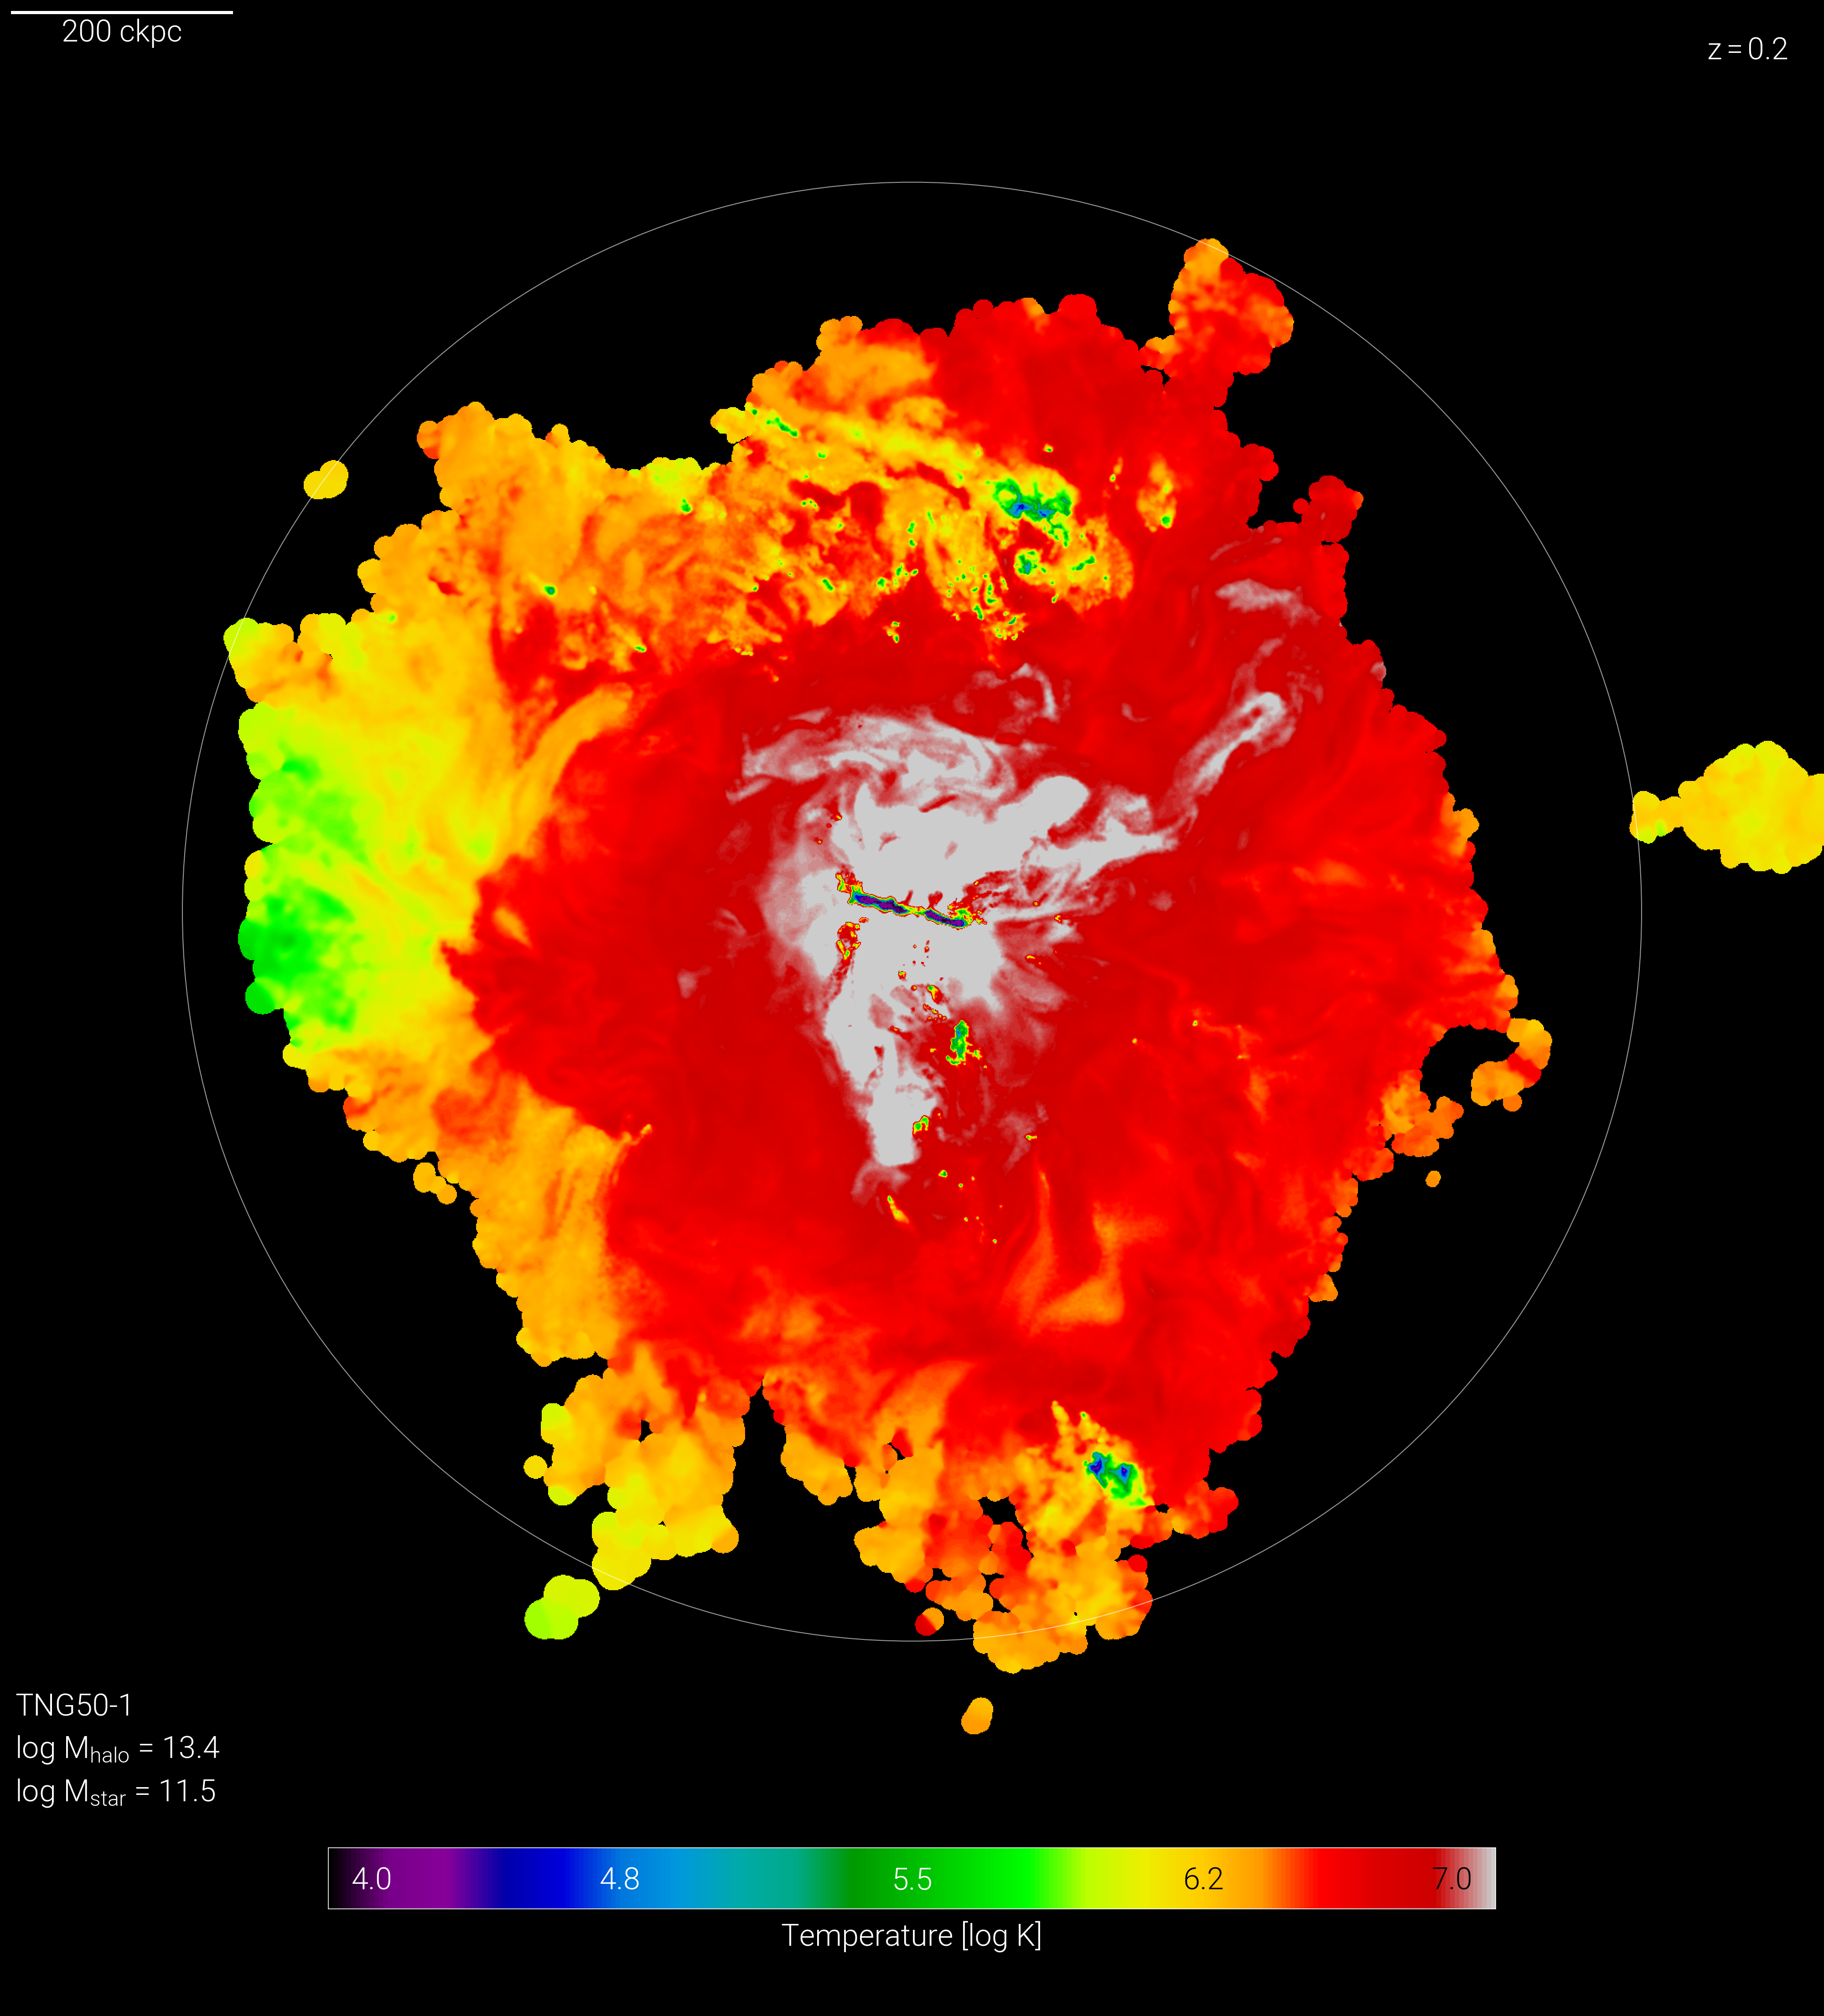 200 ckpc
z = 0.2
TNG50-1
log Mhalo = 13.4
log Mstar = 11.5
4.0 4.8 5.5 6.2 7.0
Temperature [log K]